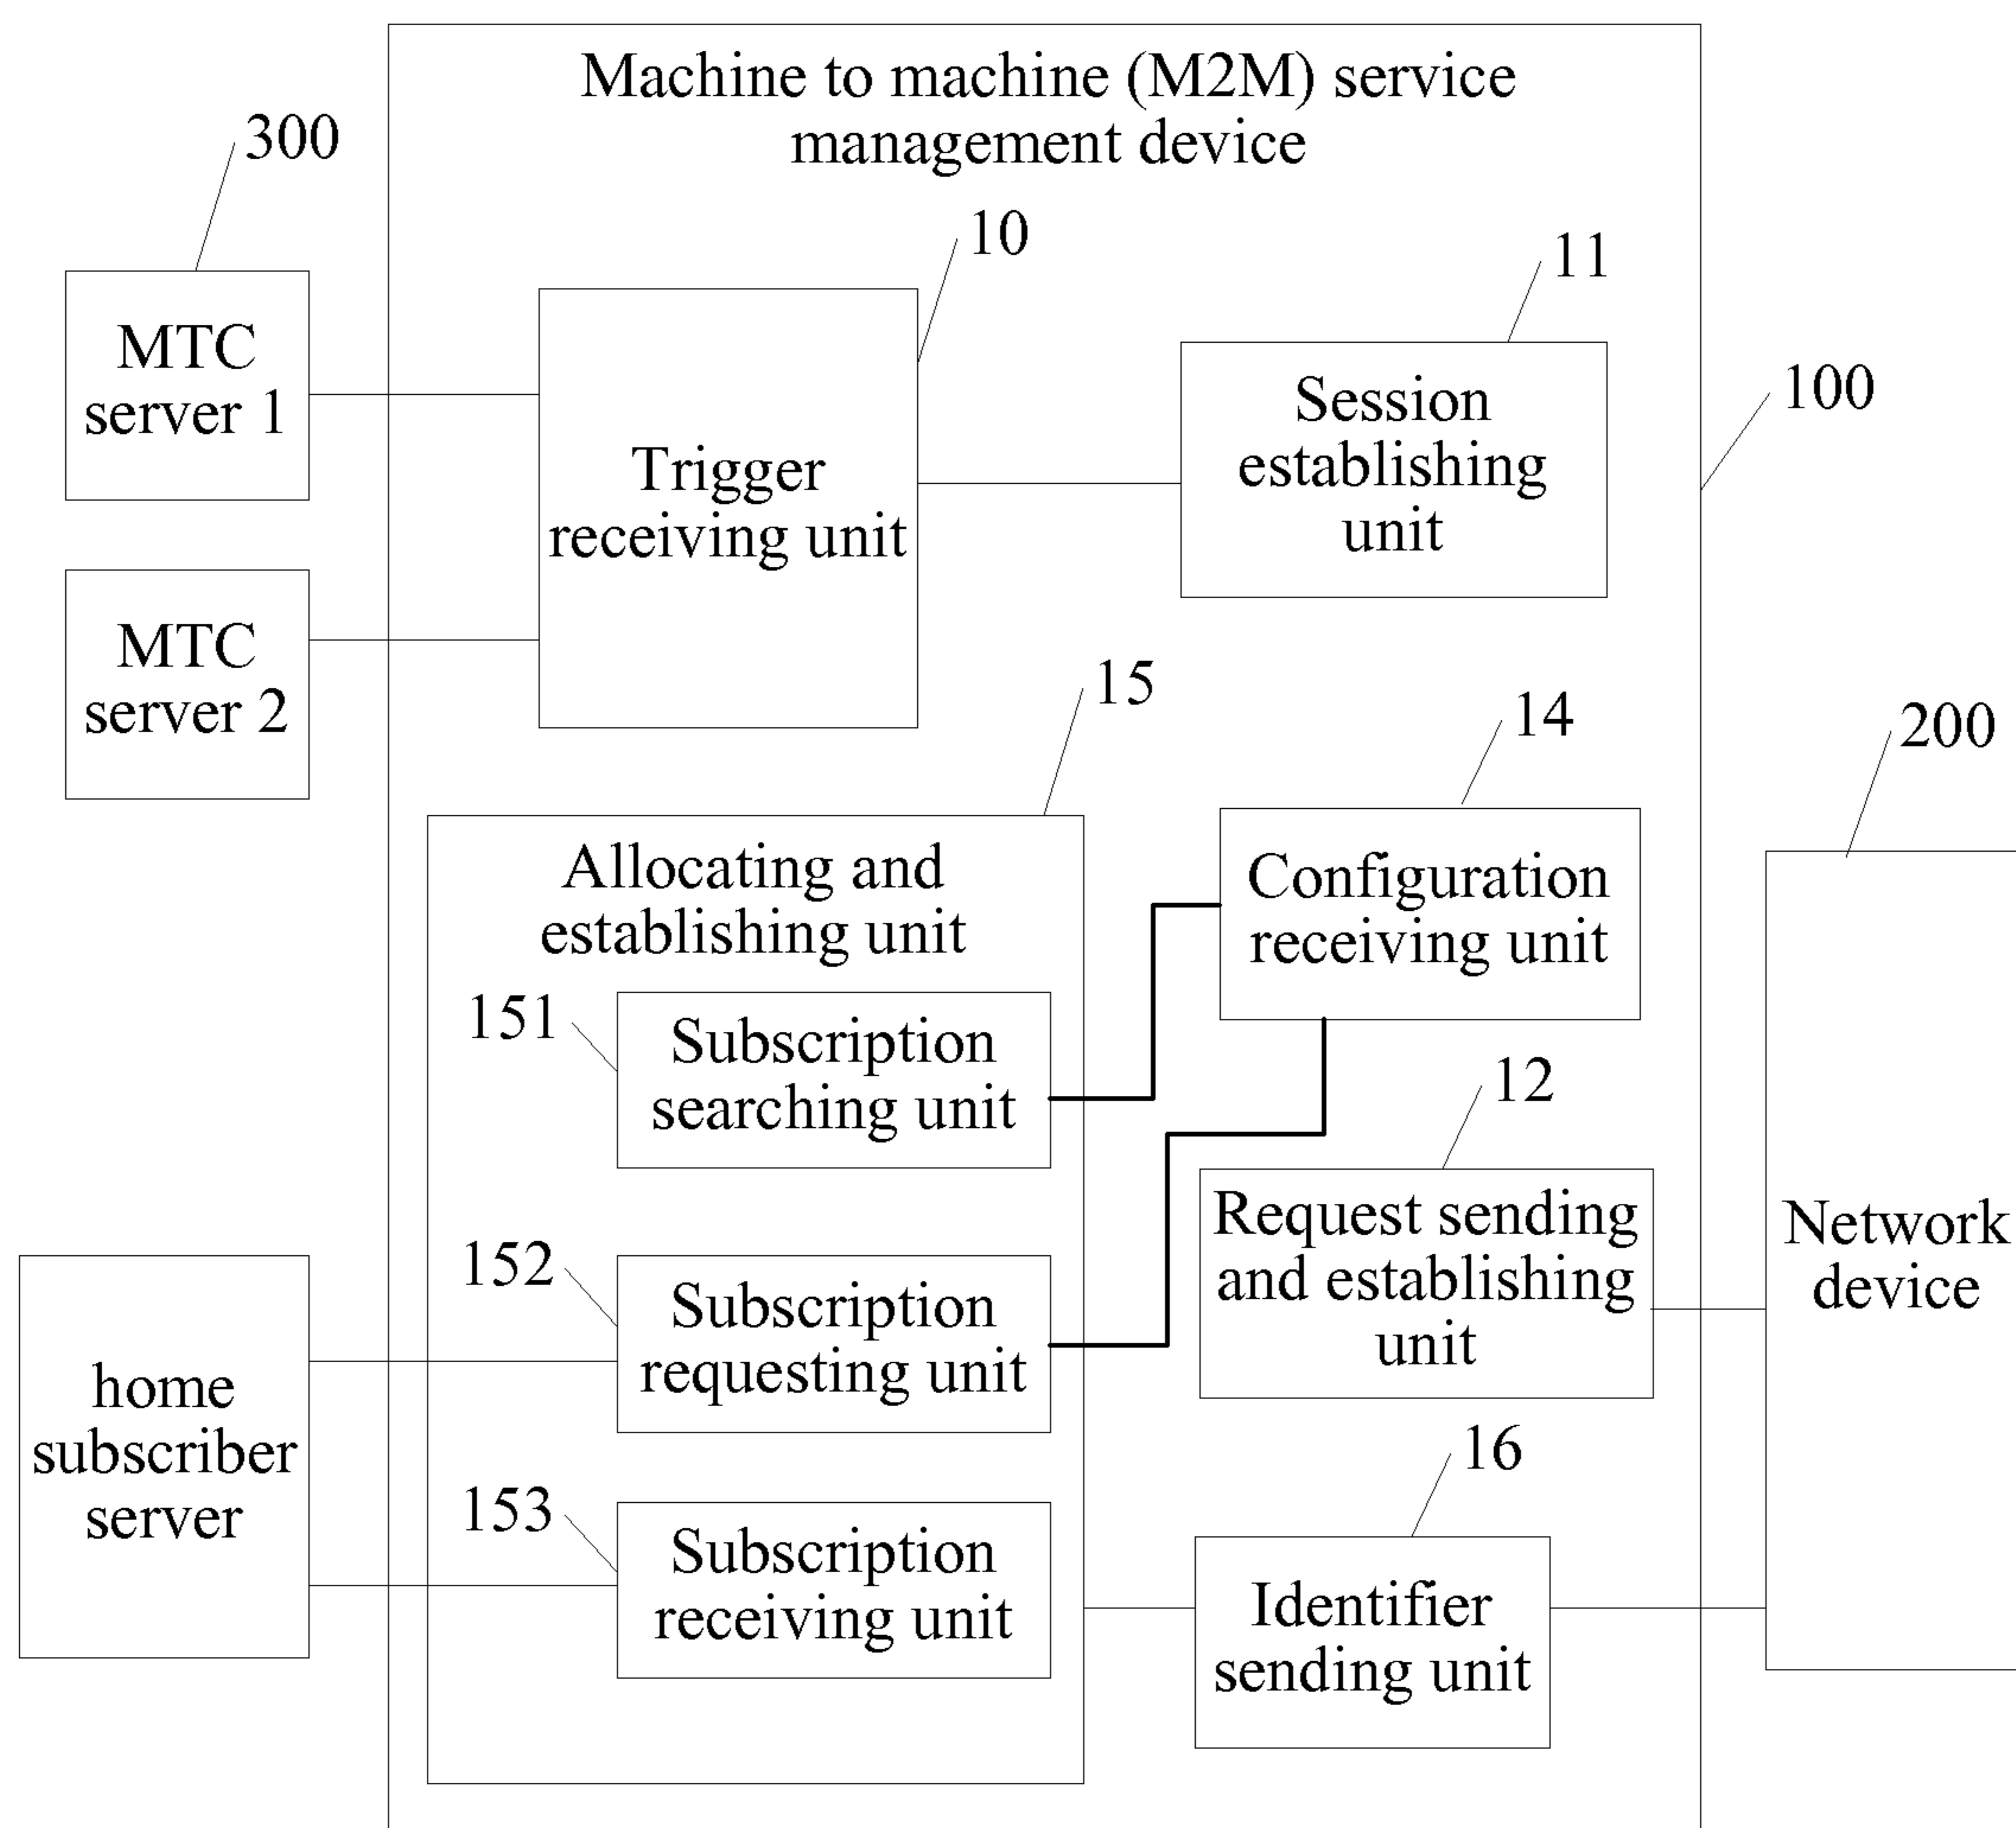 Machine to machine (M2M) service
management device
300
10
11
MTC
server 1
100
Session
establishing
unit
Trigger
receiving unit
MTC
server 2
15
14
200
Allocating and
establishing unit
Configuration
receiving unit
151
Subscription
searching unit
12
Request sending
and establishing
unit
Network
device
152
Subscription
requesting unit
home
subscriber
server
16
153
Subscription
receiving unit
Identifier
sending unit